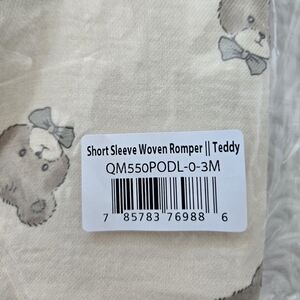 Short Sleeve Woven Romper || Teddy
QM550PODL-0-3M
7 85783 76988 6